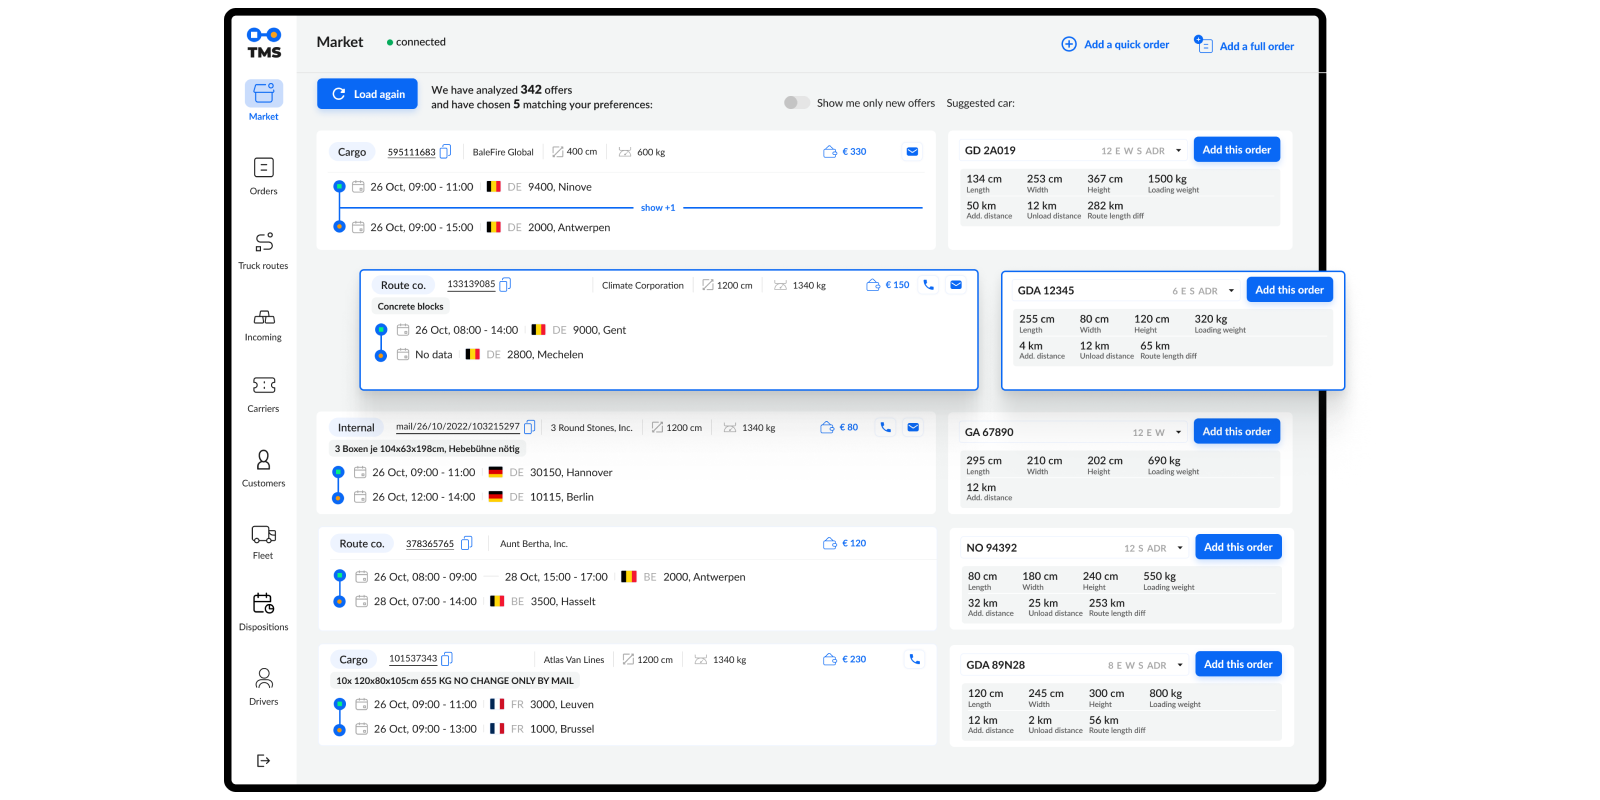 TMS
Market
connected
Add a quick order
Add a full order
Load again
We have analyzed 342 offers
and have chosen 5 matching your preferences:
Show me only new offers
Suggested car:
Market
Orders
Truck routes
Incoming
Carriers
Customers
Fleet
Dispositions
Drivers
Cargo 595111683 BaleFire Global 400 cm 600 kg € 330
26 Oct, 09:00 - 11:00 DE 9400, Ninove
show +1
26 Oct, 09:00 - 15:00 DE 2000, Antwerpen
GD 2A019 12 E W S ADR Add this order
134 cm 253 cm 367 cm 1500 kg
Length Width Height Loading weight
50 km 12 km 282 km
Add. distance Unload distance Route length diff
Route co. 133139085 Climate Corporation 1200 cm 1340 kg € 150
Concrete blocks
26 Oct, 08:00 - 14:00 DE 9000, Gent
No data DE 2800, Mechelen
GDA 12345 6 E S ADR Add this order
255 cm 80 cm 120 cm 320 kg
Length Width Height Loading weight
4 km 12 km 65 km
Add. distance Unload distance Route length diff
Internal mail/26/10/2022/103215297 3 Round Stones, Inc. 1200 cm 1340 kg € 80
3 Boxen je 104x63x198cm, Hebebühne nötig
26 Oct, 09:00 - 11:00 DE 30150, Hannover
26 Oct, 12:00 - 14:00 DE 10115, Berlin
GA 67890 12 E W Add this order
295 cm 210 cm 202 cm 690 kg
Length Width Height Loading weight
12 km
Add. distance
Route co. 378365765 Aunt Bertha, Inc. € 120
26 Oct, 08:00 - 09:00 28 Oct, 15:00 - 17:00 BE 2000, Antwerpen
28 Oct, 07:00 - 14:00 BE 3500, Hasselt
NO 94392 12 S ADR Add this order
80 cm 180 cm 240 cm 550 kg
Length Width Height Loading weight
32 km 25 km 253 km
Add. distance Unload distance Route length diff
Cargo 101537343 Atlas Van Lines 1200 cm 1340 kg € 230
10x 120x80x105cm 655 KG NO CHANGE ONLY BY MAIL
26 Oct, 09:00 - 11:00 FR 3000, Leuven
26 Oct, 09:00 - 13:00 FR 1000, Brussel
GDA 89N28 8 E W S ADR Add this order
120 cm 245 cm 300 cm 800 kg
Length Width Height Loading weight
12 km 2 km 56 km
Add. distance Unload distance Route length diff